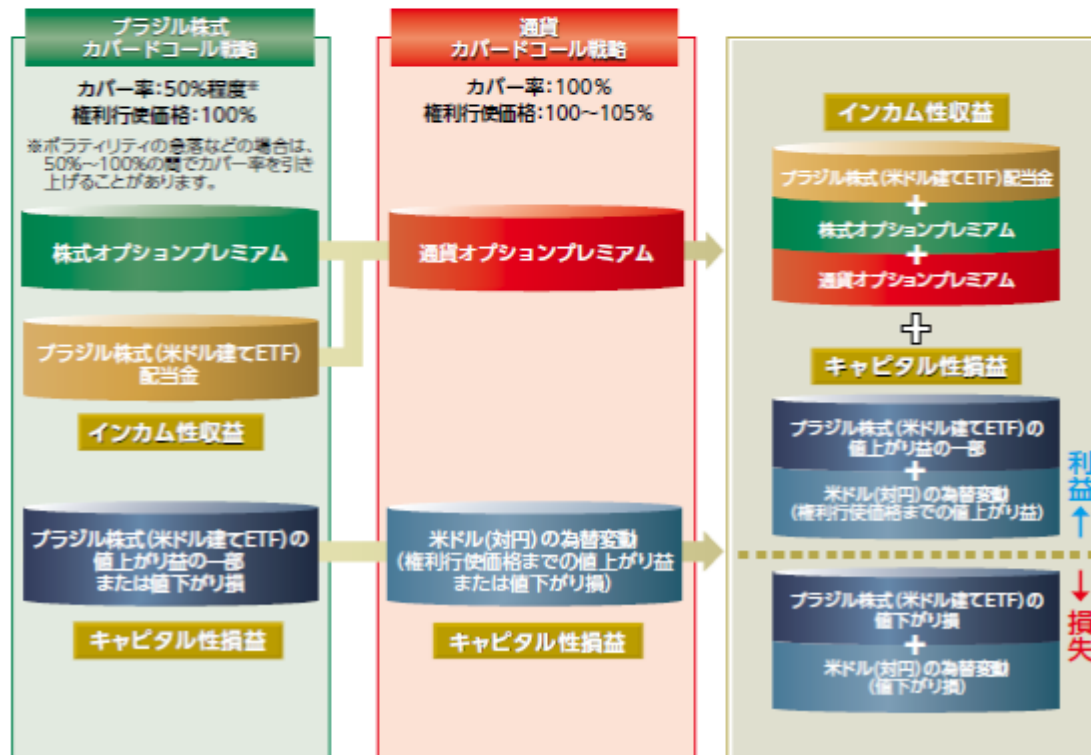 ブラジル株式
カバードコール戦略
カバー率:50%程度※
権利行使価格:100%
※ボラティリティの急落などの場合は、
50%~100%の間でカバー率を引き
上げることがあります。
株式オプションプレミアム
ブラジル株式(米ドル建てETF)
配当金
インカム性収益
ブラジル株式(米ドル建てETF)の
値上がり益の一部
または値下がり損
キャピタル性損益
通貨
カバードコール戦略
カバー率:100%
権利行使価格:100~105%
通貨オプションプレミアム
米ドル(対円)の為替変動
(権利行使価格までの値上がり益
または値下がり損)
キャピタル性損益
インカム性収益
ブラジル株式(米ドル建てETF)配当金
+
株式オプションプレミアム
+
通貨オプションプレミアム
+
キャピタル性損益
ブラジル株式(米ドル建てETF)の
値上がり益の一部
+
米ドル(対円)の為替変動
(権利行使価格までの値上がり益)
利益↑
↓損失
ブラジル株式(米ドル建てETF)の
値下がり損
+
米ドル(対円)の為替変動
(値下がり損)